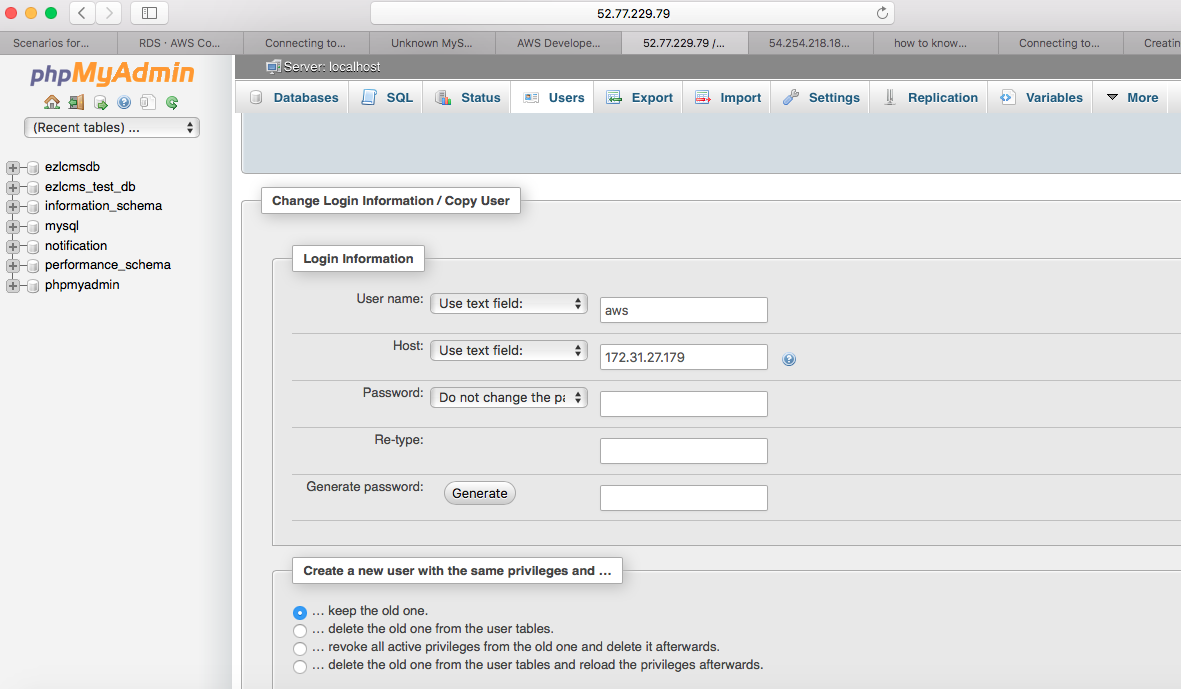 52.77.229.79
Scenarios for... RDS · AWS Co... Connecting to... Unknown MyS... AWS Develope... 52.77.229.79 /... 54.254.218.18... how to know... Connecting to... Creatin
phpMyAdmin
Server: localhost
Databases SQL Status Users Export Import Settings Replication Variables More
(Recent tables) ...
ezlcmsdb
ezlcms_test_db
information_schema
mysql
notification
performance_schema
phpmyadmin
Change Login Information / Copy User
Login Information
User name: Use text field: aws
Host: Use text field: 172.31.27.179
Password: Do not change the pa
Re-type:
Generate password: Generate
Create a new user with the same privileges and ...
... keep the old one.
... delete the old one from the user tables.
... revoke all active privileges from the old one and delete it afterwards.
... delete the old one from the user tables and reload the privileges afterwards.